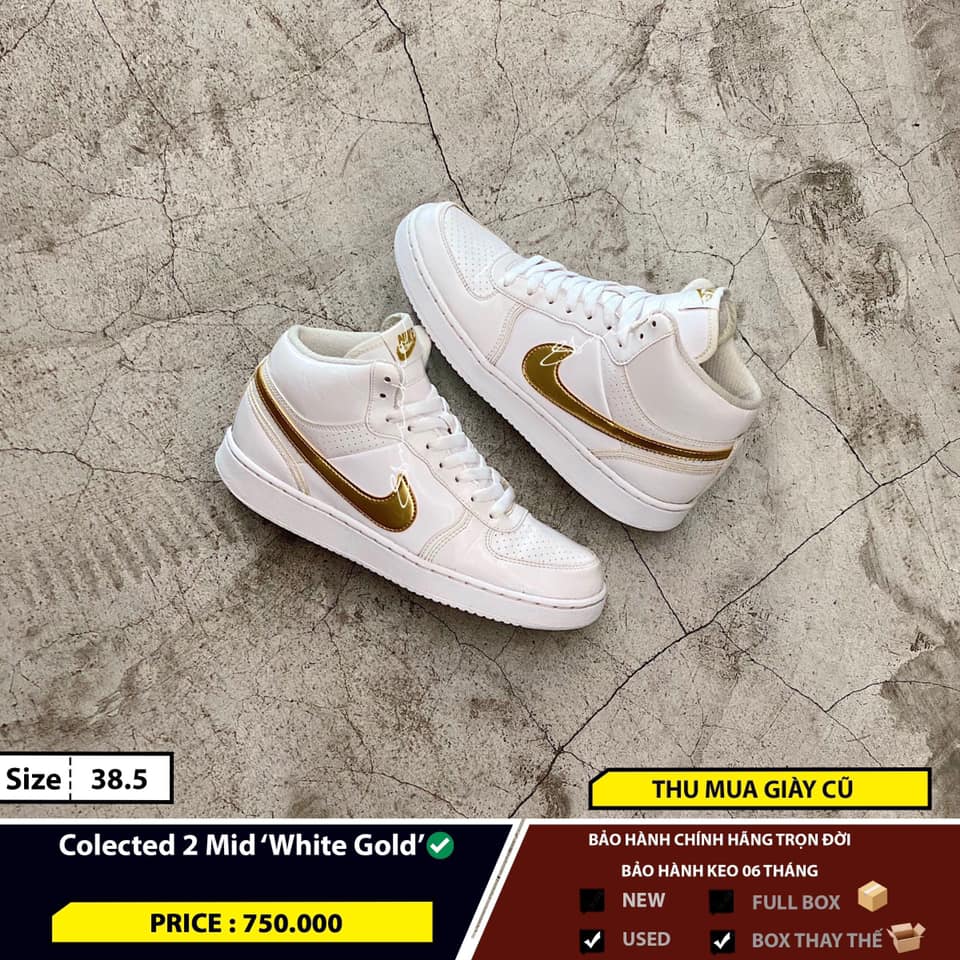 NIKE
Size 38.5
THU MUA GIÀY CŨ
Colected 2 Mid ‘White Gold’
PRICE : 750.000
BẢO HÀNH CHÍNH HÃNG TRỌN ĐỜI
BẢO HÀNH KEO 06 THÁNG
NEW FULL BOX
USED BOX THAY THẾ